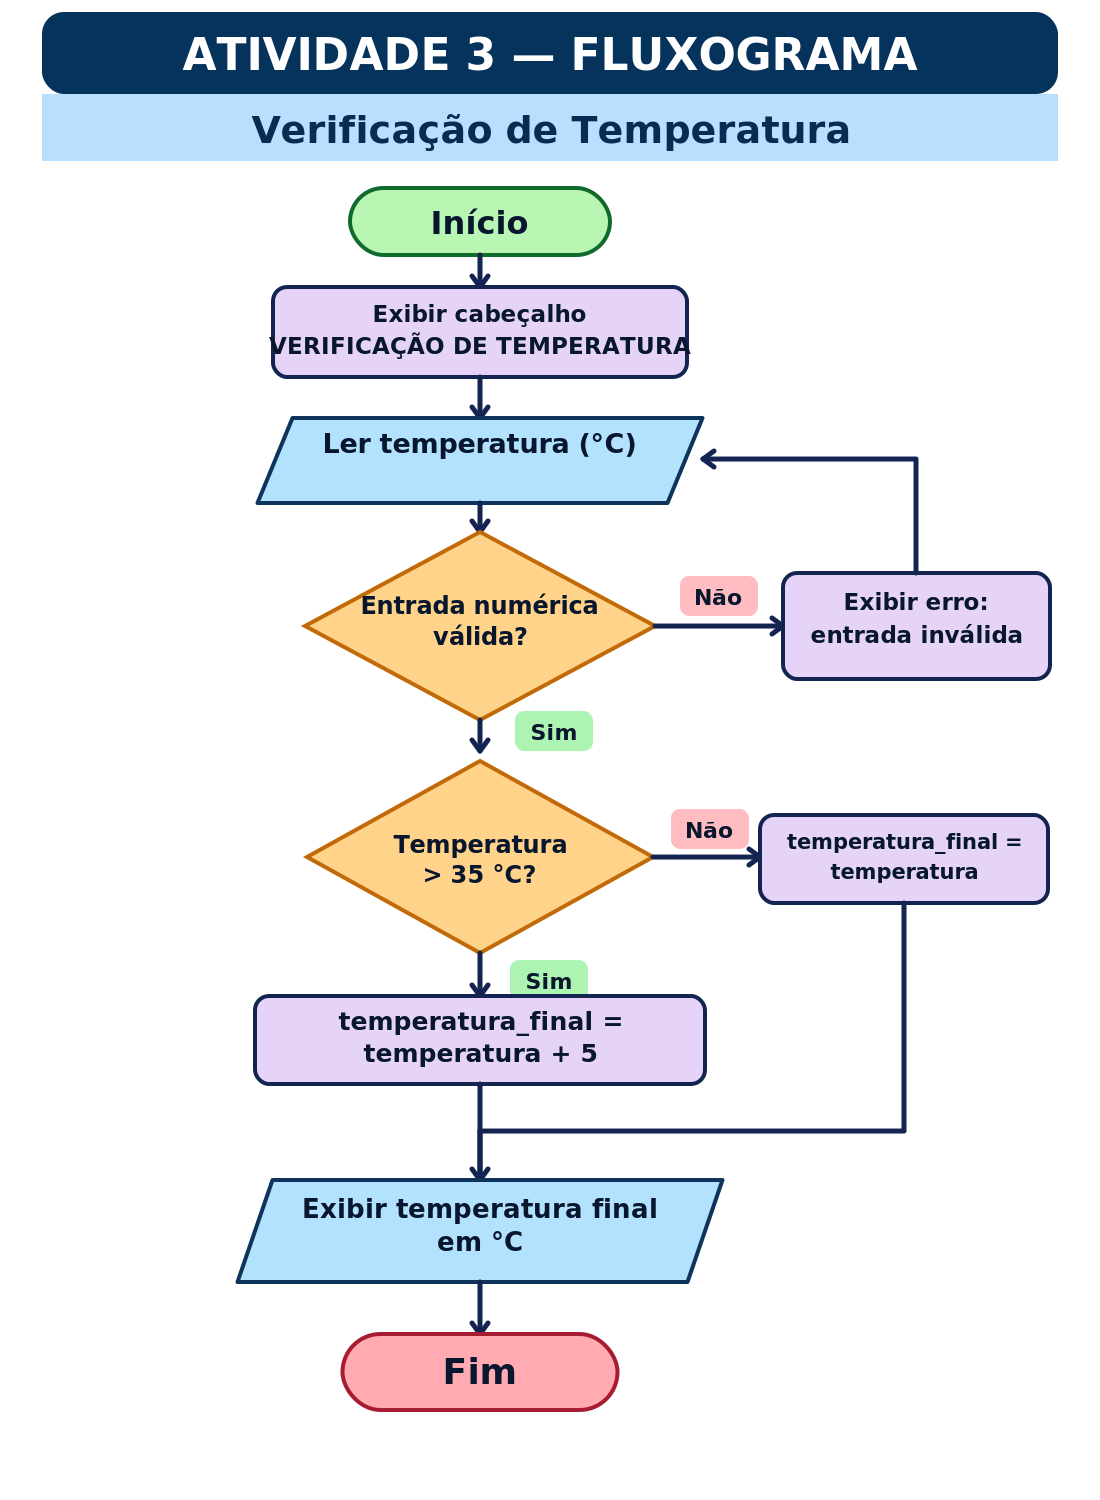 ATIVIDADE 3 — FLUXOGRAMA
Verificação de Temperatura
Início
Exibir cabeçalho
VERIFICAÇÃO DE TEMPERATURA
Ler temperatura (°C)
Entrada numérica
válida?
Não
Exibir erro:
entrada inválida
Sim
Temperatura
> 35 °C?
Não
temperatura_final =
temperatura
Sim
temperatura_final =
temperatura + 5
Exibir temperatura final
em °C
Fim